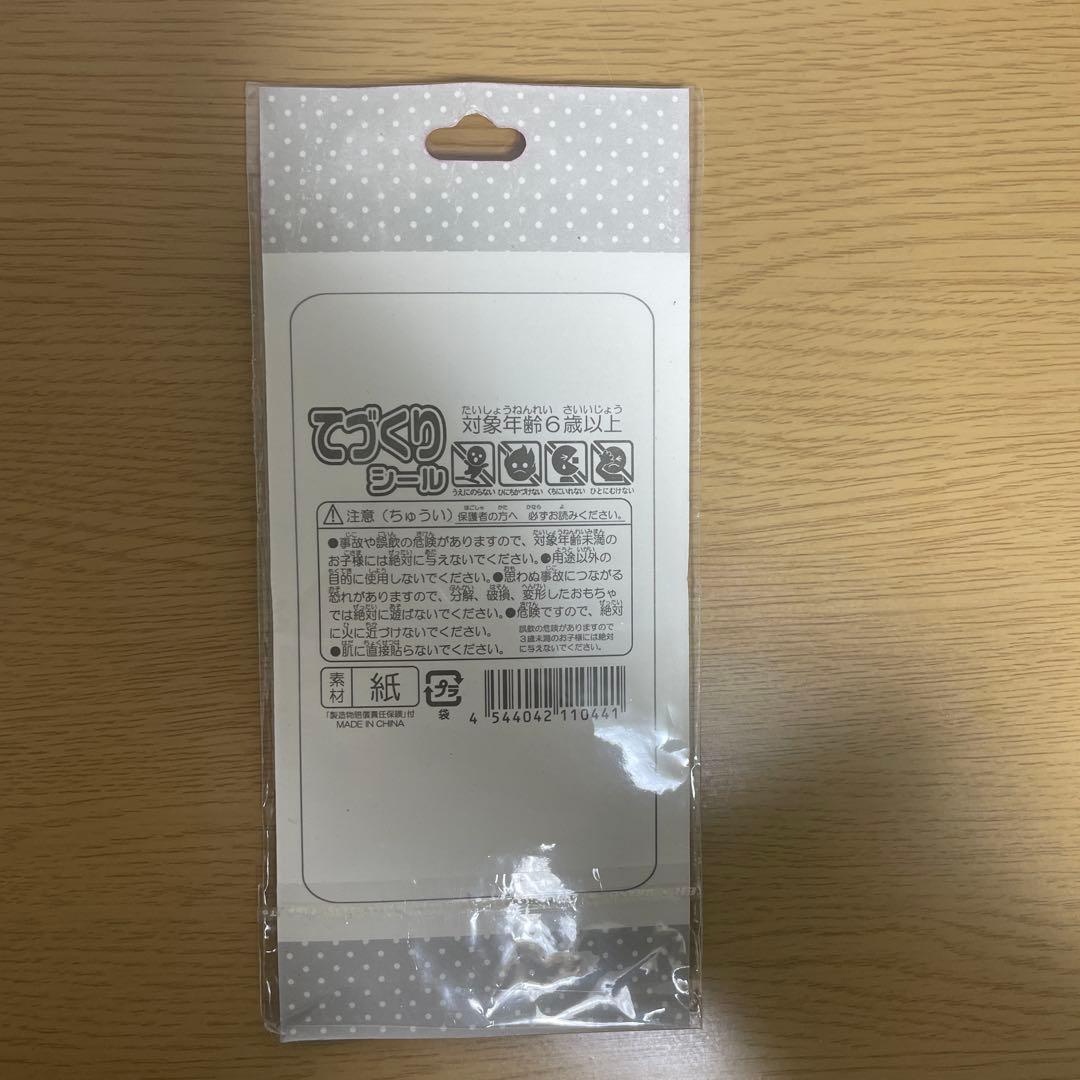 てづくり
シール
たいしょうねんれい さいいじょう
対象年齢6歳以上
うえにのらない ひにちかづけない くちにいれない ひとにむけない
注意(ちゅうい) 保護者の方へ 必ずお読みください。
●事故や誤飲の危険がありますので、対象年齢未満の
お子様には絶対に与えないでください。●用途以外の
目的に使用しないでください。●思わぬ事故につながる
恐れがありますので、分解、破損、変形したおもちゃ
では絶対に遊ばないでください。●危険ですので、絶対
に火に近づけないでください。
●肌に直接貼らないでください。
誤飲の危険がありますので
3歳未満のお子様には絶対
に与えないでください。
素材 紙
プラ
袋
「製造物賠償責任保険」付
MADE IN CHINA
4 544042 110441